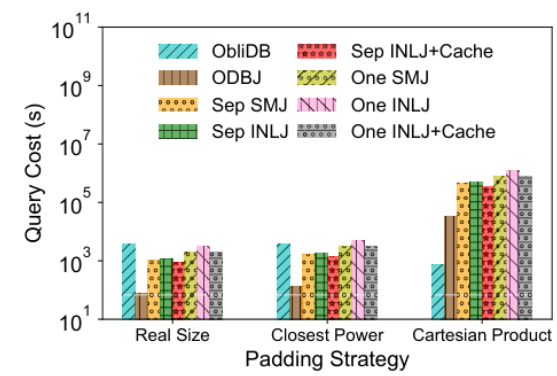 Query Cost (s)
10^11
10^9
10^7
10^5
10^3
10^1
ObliDB
ODBJ
Sep SMJ
Sep INLJ
Sep INLJ+Cache
One SMJ
One INLJ
One INLJ+Cache
Real Size
Closest Power
Cartesian Product
Padding Strategy